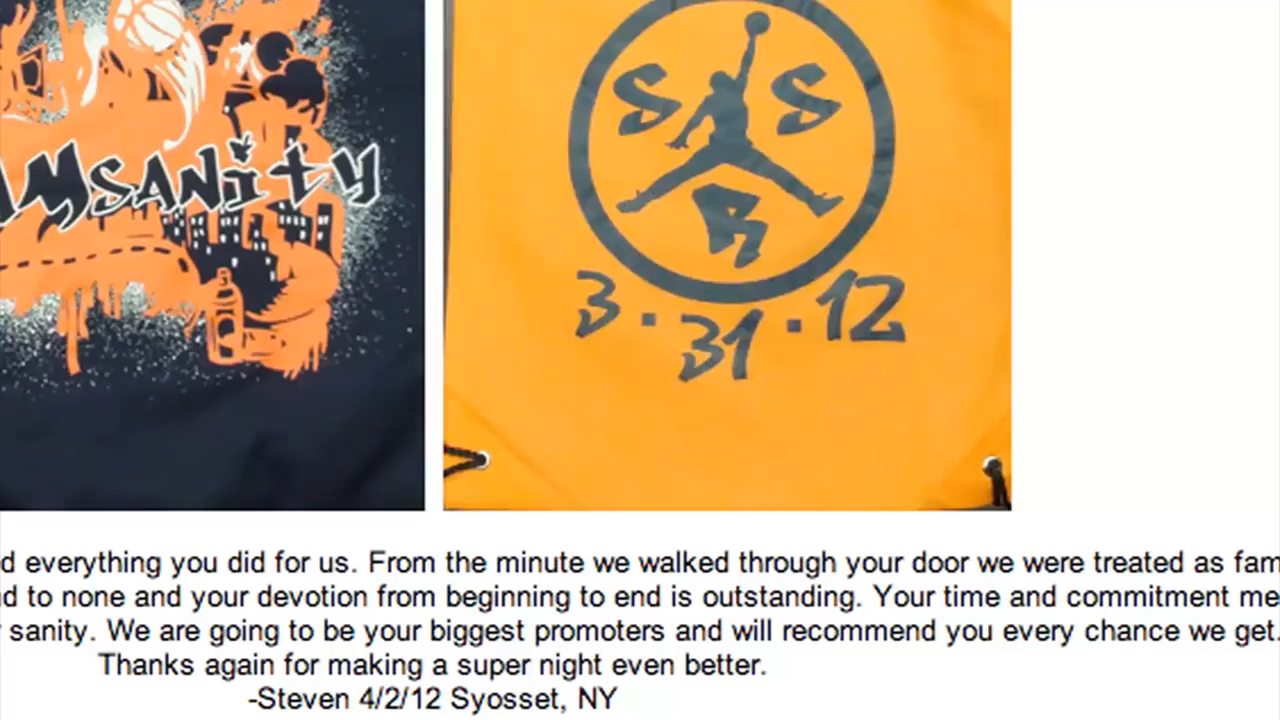 S S
R
3.31.12
AMSANITY
d everything you did for us. From the minute we walked through your door we were treated as fam
d to none and your devotion from beginning to end is outstanding. Your time and commitment me
sanity. We are going to be your biggest promoters and will recommend you every chance we get.
Thanks again for making a super night even better.
-Steven 4/2/12 Syosset, NY